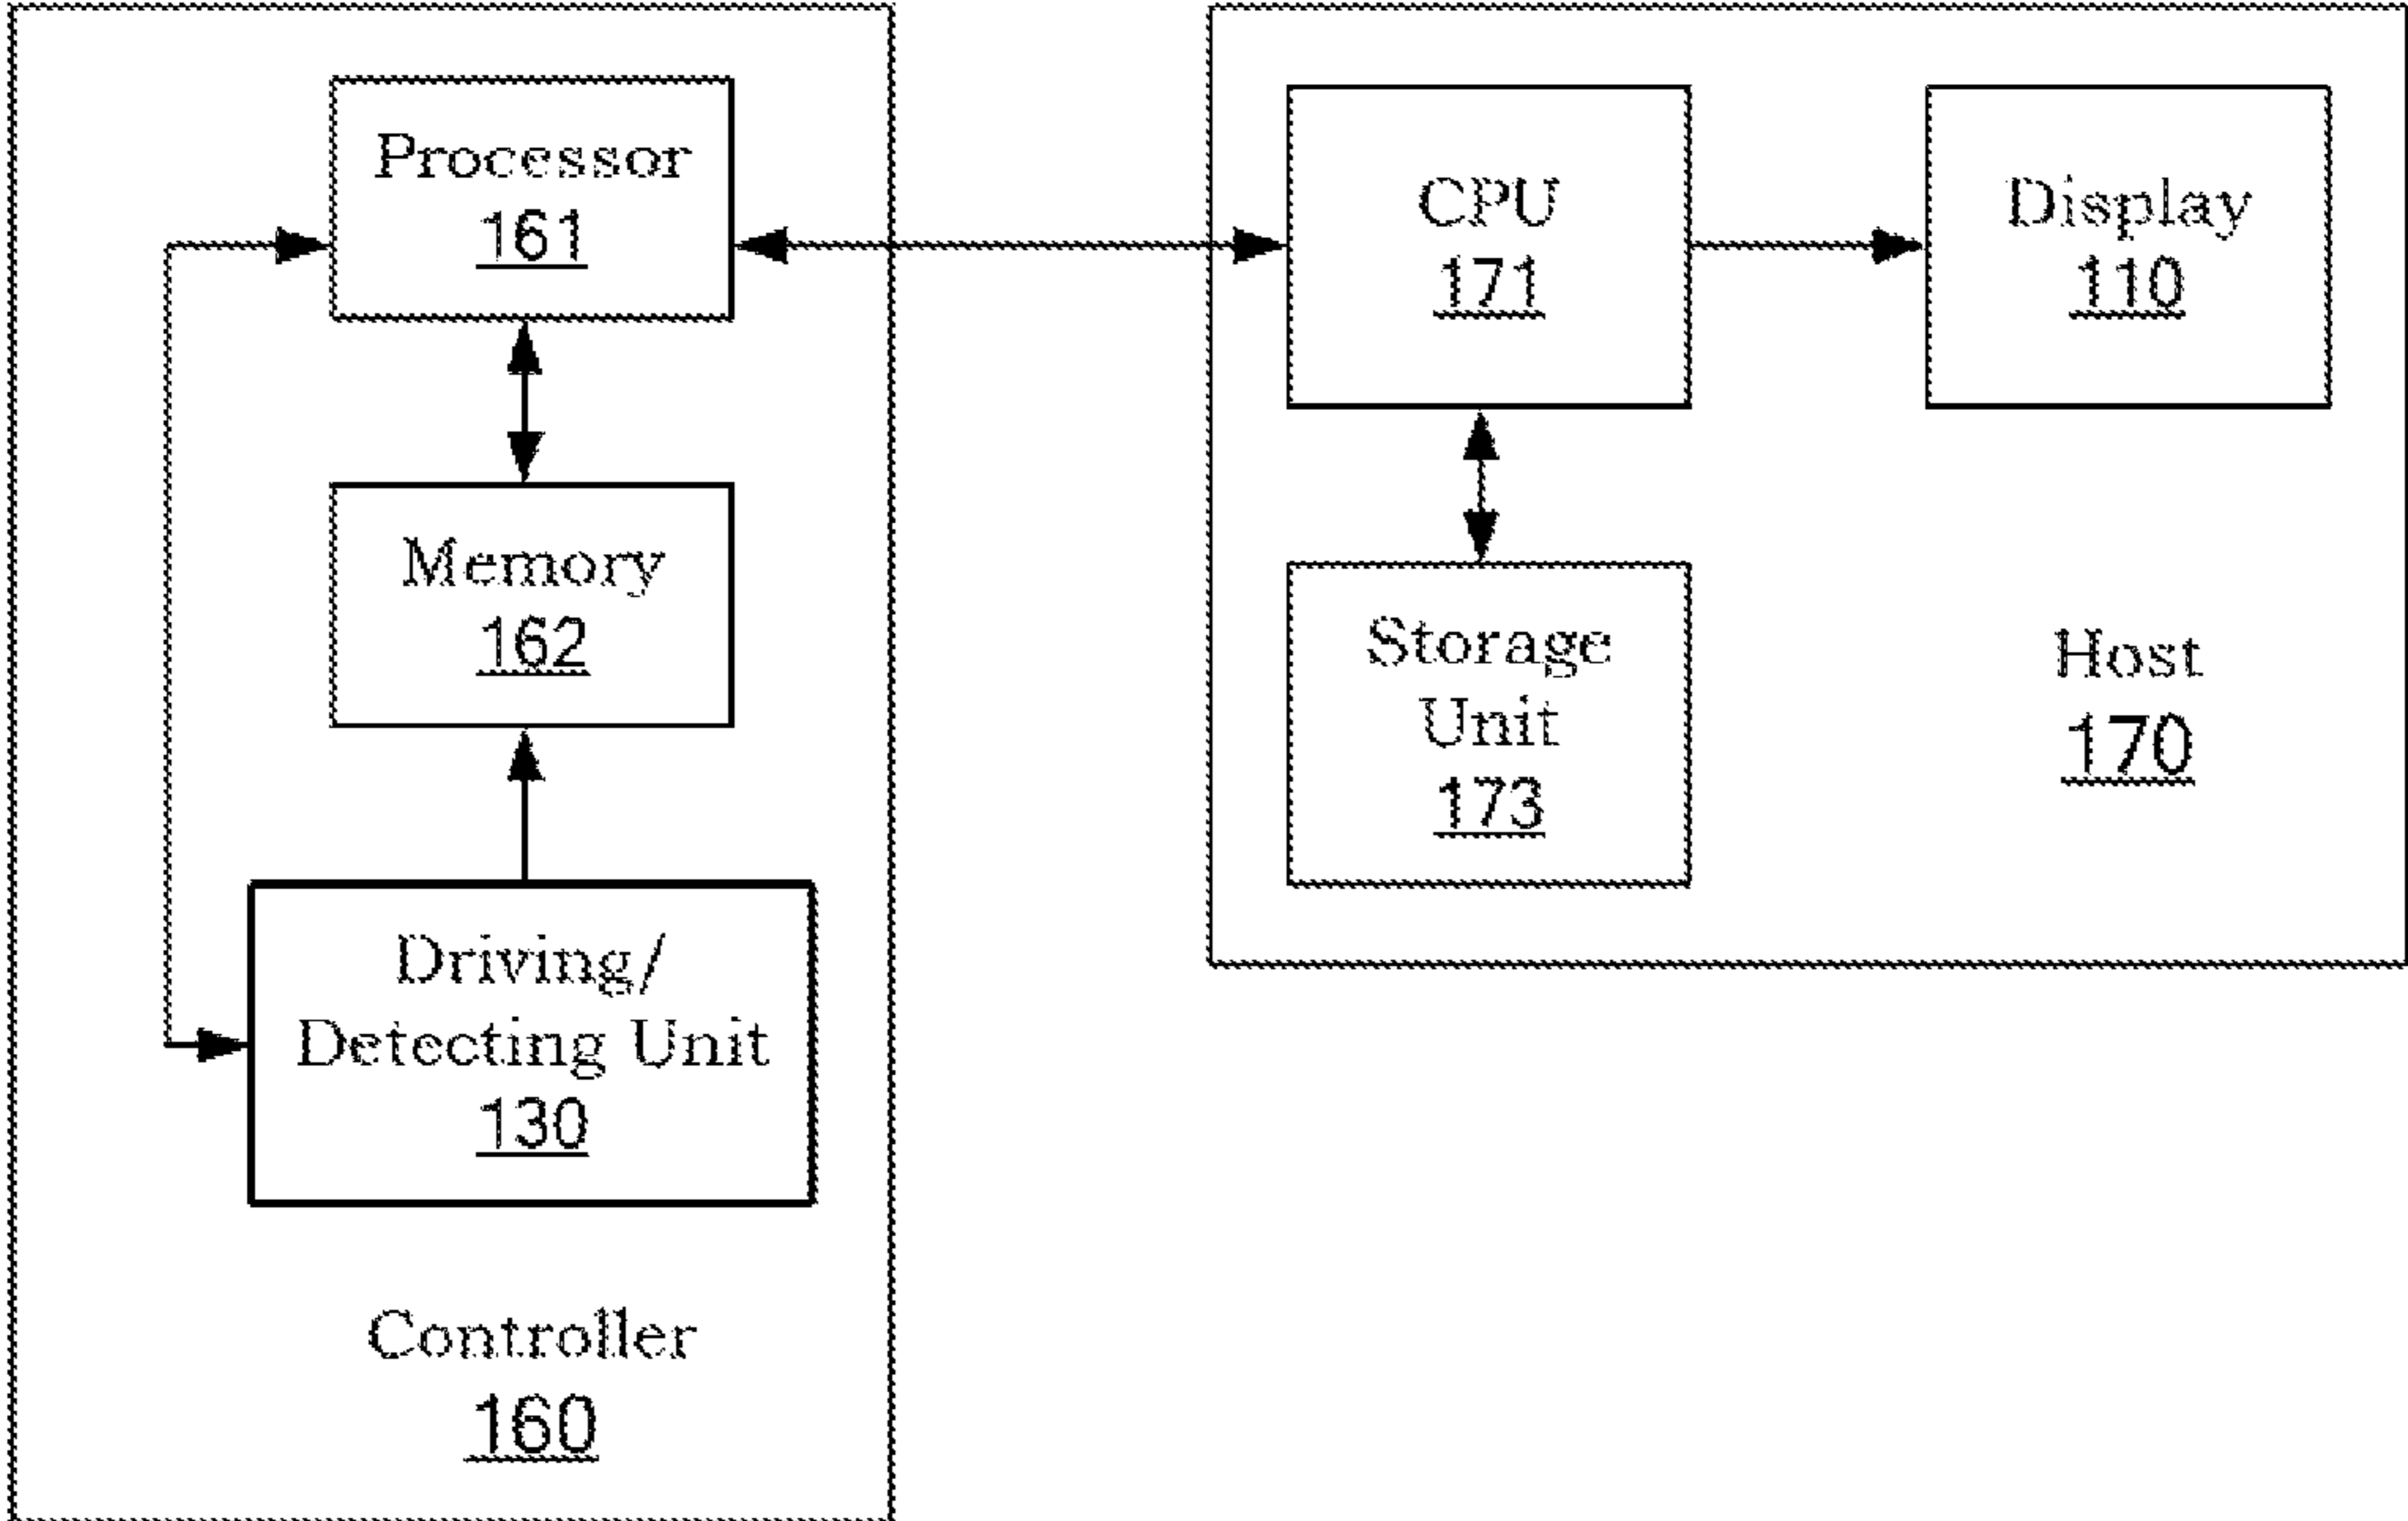 Processor
161
Memory
162
Driving/
Detecting Unit
130
Controller
160
CPU
171
Display
110
Storage
Unit
173
Host
170